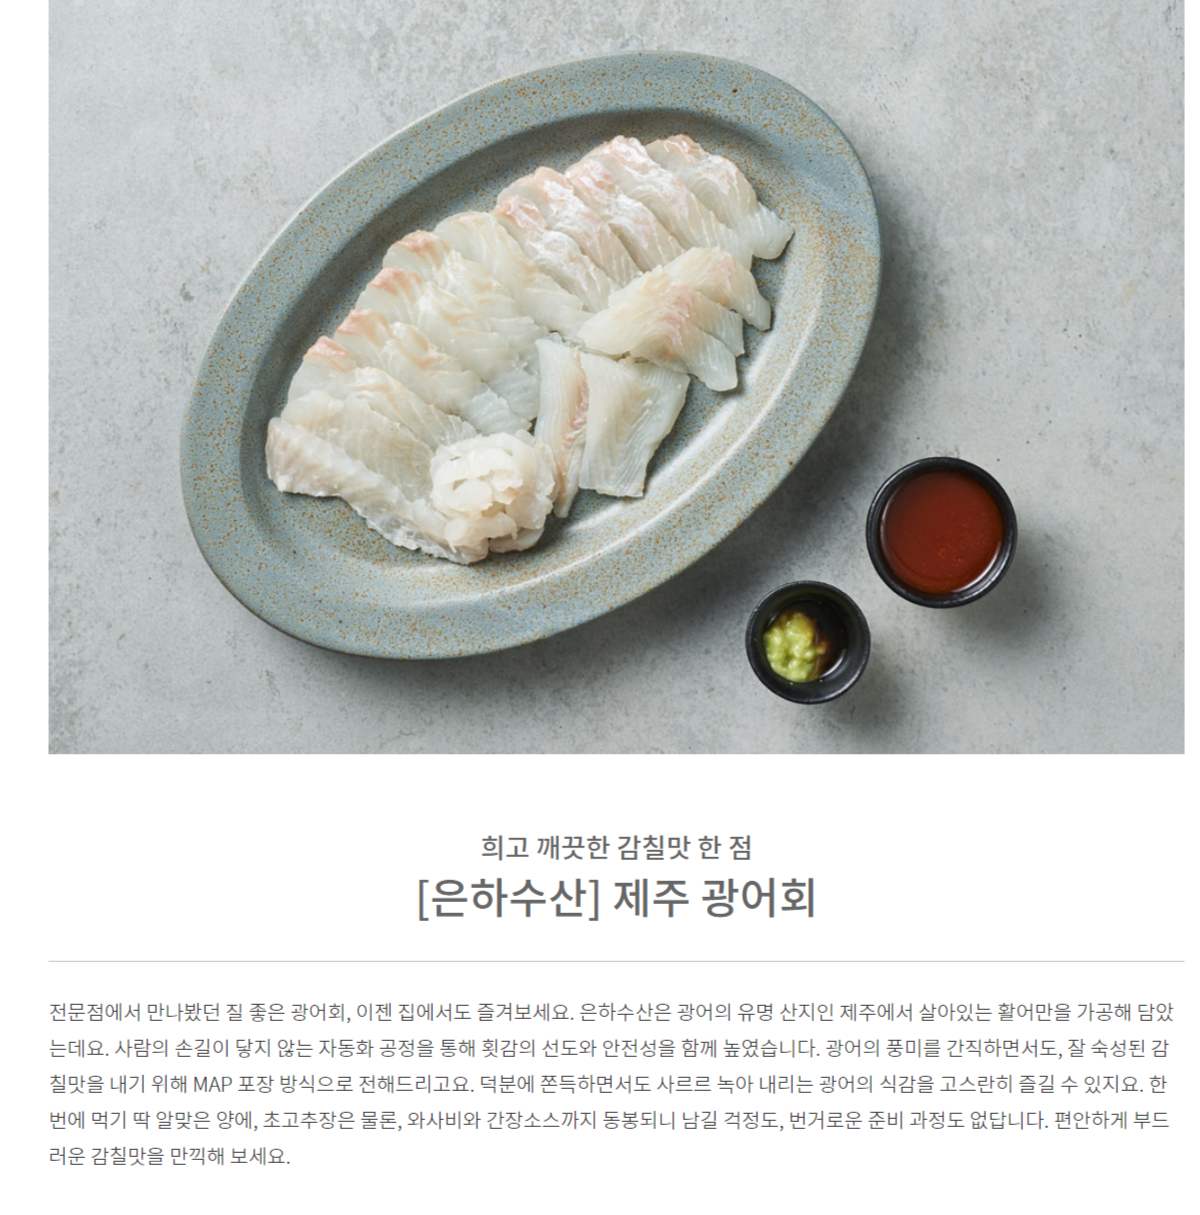 희고 깨끗한 감칠맛 한 점
[은하수산] 제주 광어회
전문점에서 만나봤던 질 좋은 광어회, 이젠 집에서도 즐겨보세요. 은하수산은 광어의 유명 산지인 제주에서 살아있는 활어만을 가공해 담았
는데요. 사람의 손길이 닿지 않는 자동화 공정을 통해 횟감의 선도와 안전성을 함께 높였습니다. 광어의 풍미를 간직하면서도, 잘 숙성된 감
칠맛을 내기 위해 MAP 포장 방식으로 전해드리고요. 덕분에 쫀득하면서도 사르르 녹아 내리는 광어의 식감을 고스란히 즐길 수 있지요. 한
번에 먹기 딱 알맞은 양에, 초고추장은 물론, 와사비와 간장소스까지 동봉되니 남길 걱정도, 번거로운 준비 과정도 없답니다. 편안하게 부드
러운 감칠맛을 만끽해 보세요.